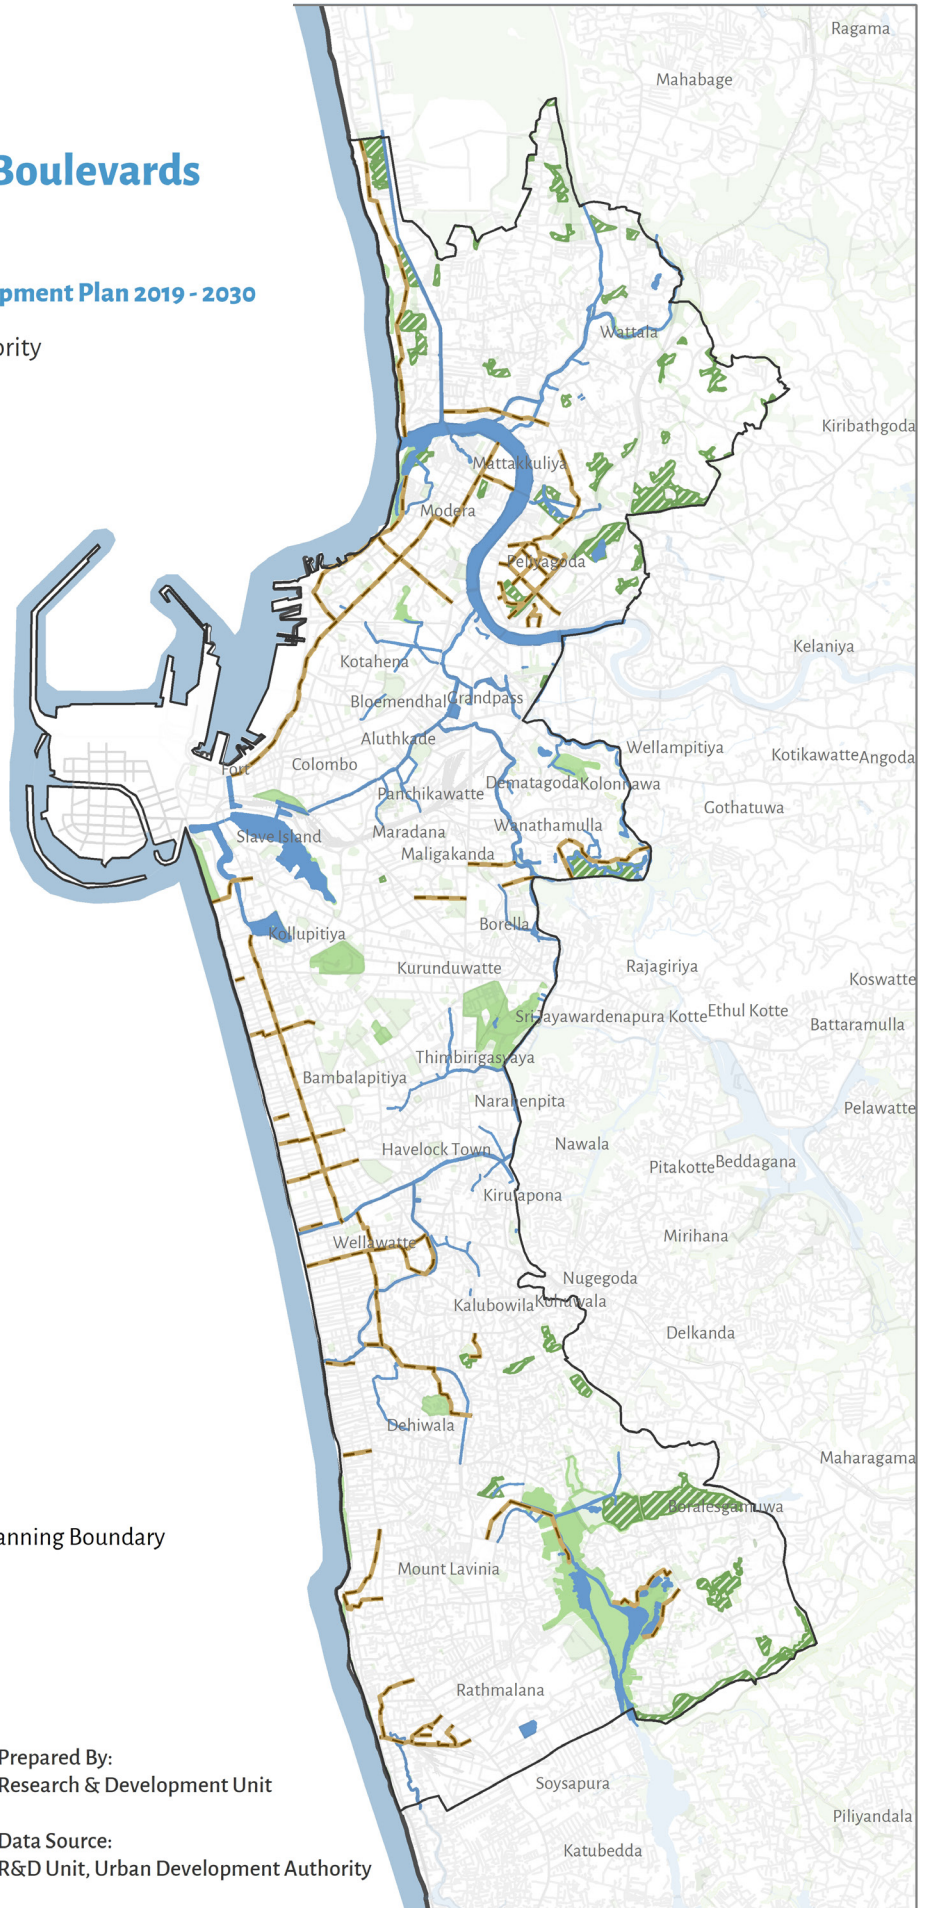 Ragama
Mahabage
Boulevards
pment Plan 2019 - 2030
Wattala
ority
Kiribathgoda
Mattakkuliya
Modera
Peliyagoda
Kelaniya
Kotahena
Bloemendhal
Grandpass
Aluthkade
Wellampitiya
Kotikawatte
Angoda
Fort
Colombo
Dematagoda
Kolonnawa
Panchikawatte
Gothatuwa
Wanathamulla
Slave Island
Maradana
Maligakanda
Borella
Kollupitiya
Kurunduwatte
Rajagiriya
Koswatte
Sri Jayawardenapura Kotte
Ethul Kotte
Battaramulla
Thimbirigasyaya
Bambalapitiya
Narahenpita
Pelawatte
Havelock Town
Nawala
Pitakotte
Beddagana
Kirulapona
Wellawatte
Mirihana
Nugegoda
Kalubowila
Kohuwala
Delkanda
Dehiwala
Maharagama
Boralesgamuwa
anning Boundary
Mount Lavinia
Rathmalana
Prepared By:
Research & Development Unit
Soysapura
Piliyandala
Data Source:
Katubedda
R&D Unit, Urban Development Authority